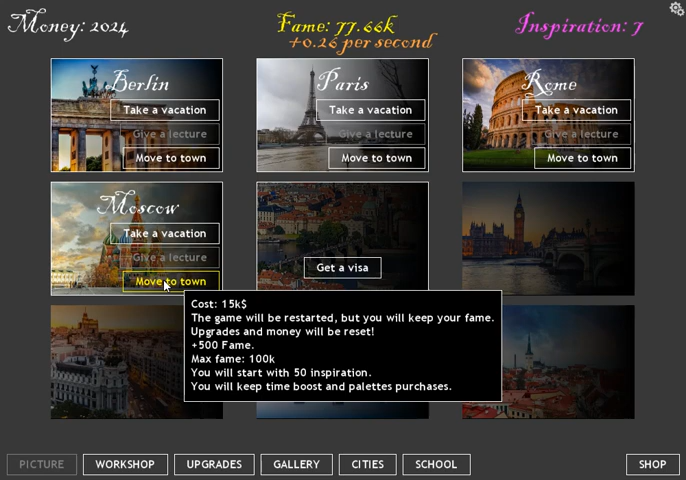 Money: 2024
Fame: 77.66k
+0.26 per second
Inspiration: 7
Berlin
Take a vacation
Give a lecture
Move to town
Paris
Take a vacation
Give a lecture
Move to town
Rome
Take a vacation
Give a lecture
Move to town
Moscow
Take a vacation
Give a lecture
Move to town
Get a visa
Cost: 15k$
The game will be restarted, but you will keep your fame.
Upgrades and money will be reset!
+500 Fame.
Max fame: 100k
You will start with 50 inspiration.
You will keep time boost and palettes purchases.
PICTURE
WORKSHOP
UPGRADES
GALLERY
CITIES
SCHOOL
SHOP